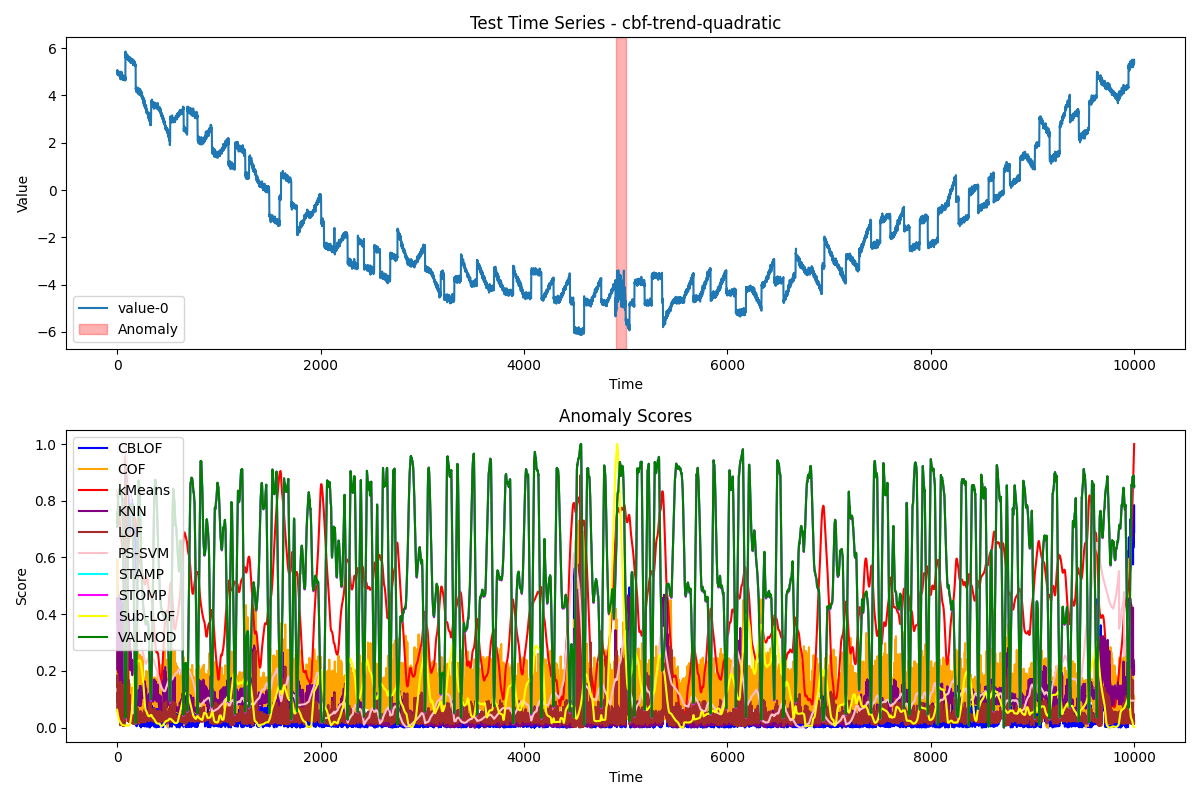 Test Time Series - cbf-trend-quadratic
6
4
2
0
−2
−4
−6
Value
value-0
Anomaly
0
2000
4000
6000
8000
10000
Time
Anomaly Scores
1.0
0.8
0.6
0.4
0.2
0.0
Score
CBLOF
COF
kMeans
KNN
LOF
PS-SVM
STAMP
STOMP
Sub-LOF
VALMOD
0
2000
4000
6000
8000
10000
Time